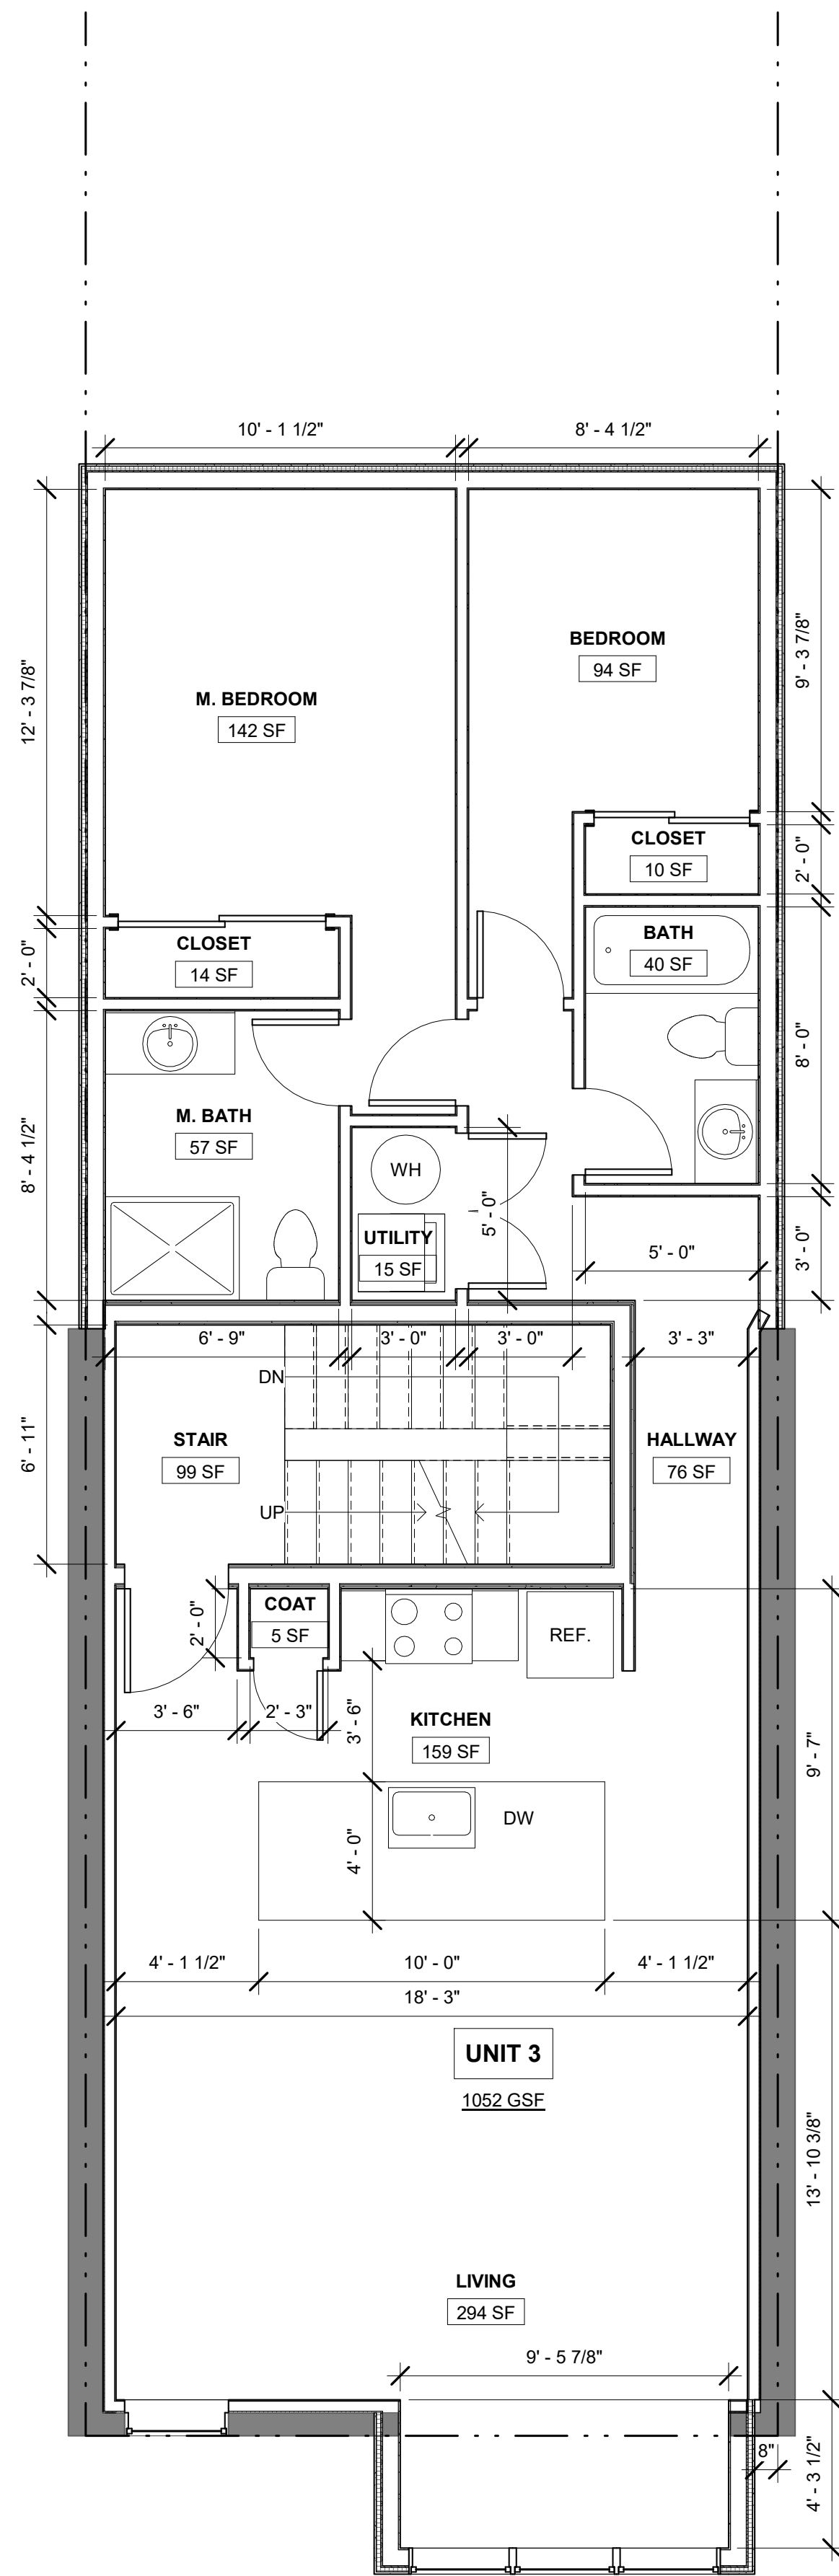 10' - 1 1/2"
8' - 4 1/2"
12' - 3 7/8"
9' - 3 7/8"
BEDROOM
94 SF
M. BEDROOM
142 SF
CLOSET
10 SF
2' - 0"
CLOSET
14 SF
2' - 0"
BATH
40 SF
8' - 0"
M. BATH
57 SF
8' - 4 1/2"
WH
UTILITY
15 SF
5' - 0"
5' - 0"
3' - 0"
6' - 9"
3' - 0"
3' - 0"
3' - 3"
DN
STAIR
99 SF
6' - 11"
HALLWAY
76 SF
UP
COAT
5 SF
2' - 0"
REF.
3' - 6"
2' - 3"
3' - 6"
KITCHEN
159 SF
9' - 7"
DW
4' - 0"
4' - 1 1/2"
10' - 0"
4' - 1 1/2"
18' - 3"
UNIT 3
1052 GSF
13' - 10 3/8"
LIVING
294 SF
9' - 5 7/8"
8"
4' - 3 1/2"